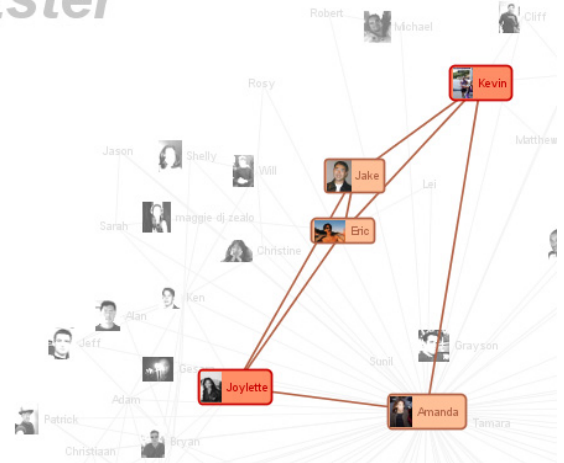 ster
Robert
Michael
Cliff
Kevin
Rosy
Matthew
Jason
Shelly
Will
Jake
Lei
Sarah
maggie-dj zealo
Eric
Christine
Ken
Alan
Jeff
Grayson
Sunil
Joylette
Adam
Amanda
Tamara
Patrick
Bryan
Christiaan